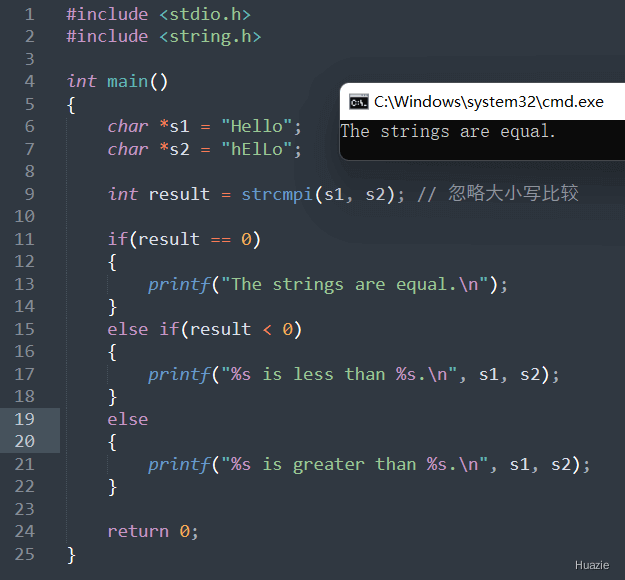 1 #include <stdio.h>
2 #include <string.h>
3
4 int main()
5 {
6 char *s1 = "Hello";
7 char *s2 = "hElLo";
8
9 int result = strcmpi(s1, s2); // 忽略大小写比较
10
11 if(result == 0)
12 {
13 printf("The strings are equal.\n");
14 }
15 else if(result < 0)
16 {
17 printf("%s is less than %s.\n", s1, s2);
18 }
19 else
20 {
21 printf("%s is greater than %s.\n", s1, s2);
22 }
23
24 return 0;
25 }
C:\Windows\system32\cmd.exe
The strings are equal.
Huazie